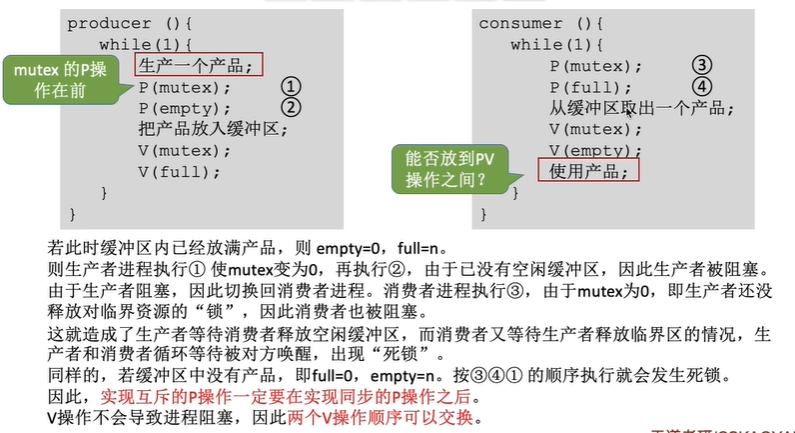 producer (){
while(1){
生产一个产品;
mutex 的P操
作在前
P(mutex); ①
P(empty); ②
把产品放入缓冲区;
V(mutex);
V(full);
}
}
consumer (){
while(1){
P(mutex); ③
P(full); ④
从缓冲区取出一个产品;
V(mutex);
V(empty);
能否放到PV
操作之间？
使用产品;
}
}
若此时缓冲区内已经放满产品，则 empty=0，full=n。
则生产者进程执行① 使mutex变为0，再执行②，由于已没有空闲缓冲区，因此生产者被阻塞。
由于生产者阻塞，因此切换回消费者进程。消费者进程执行③，由于mutex为0，即生产者还没
释放对临界资源的“锁”，因此消费者也被阻塞。
这就造成了生产者等待消费者释放空闲缓冲区，而消费者又等待生产者释放临界区的情况，生
产者和消费者循环等待被对方唤醒，出现“死锁”。
同样的，若缓冲区中没有产品，即full=0，empty=n。按③④① 的顺序执行就会发生死锁。
因此，实现互斥的P操作一定要在实现同步的P操作之后。
V操作不会导致进程阻塞，因此两个V操作顺序可以交换。